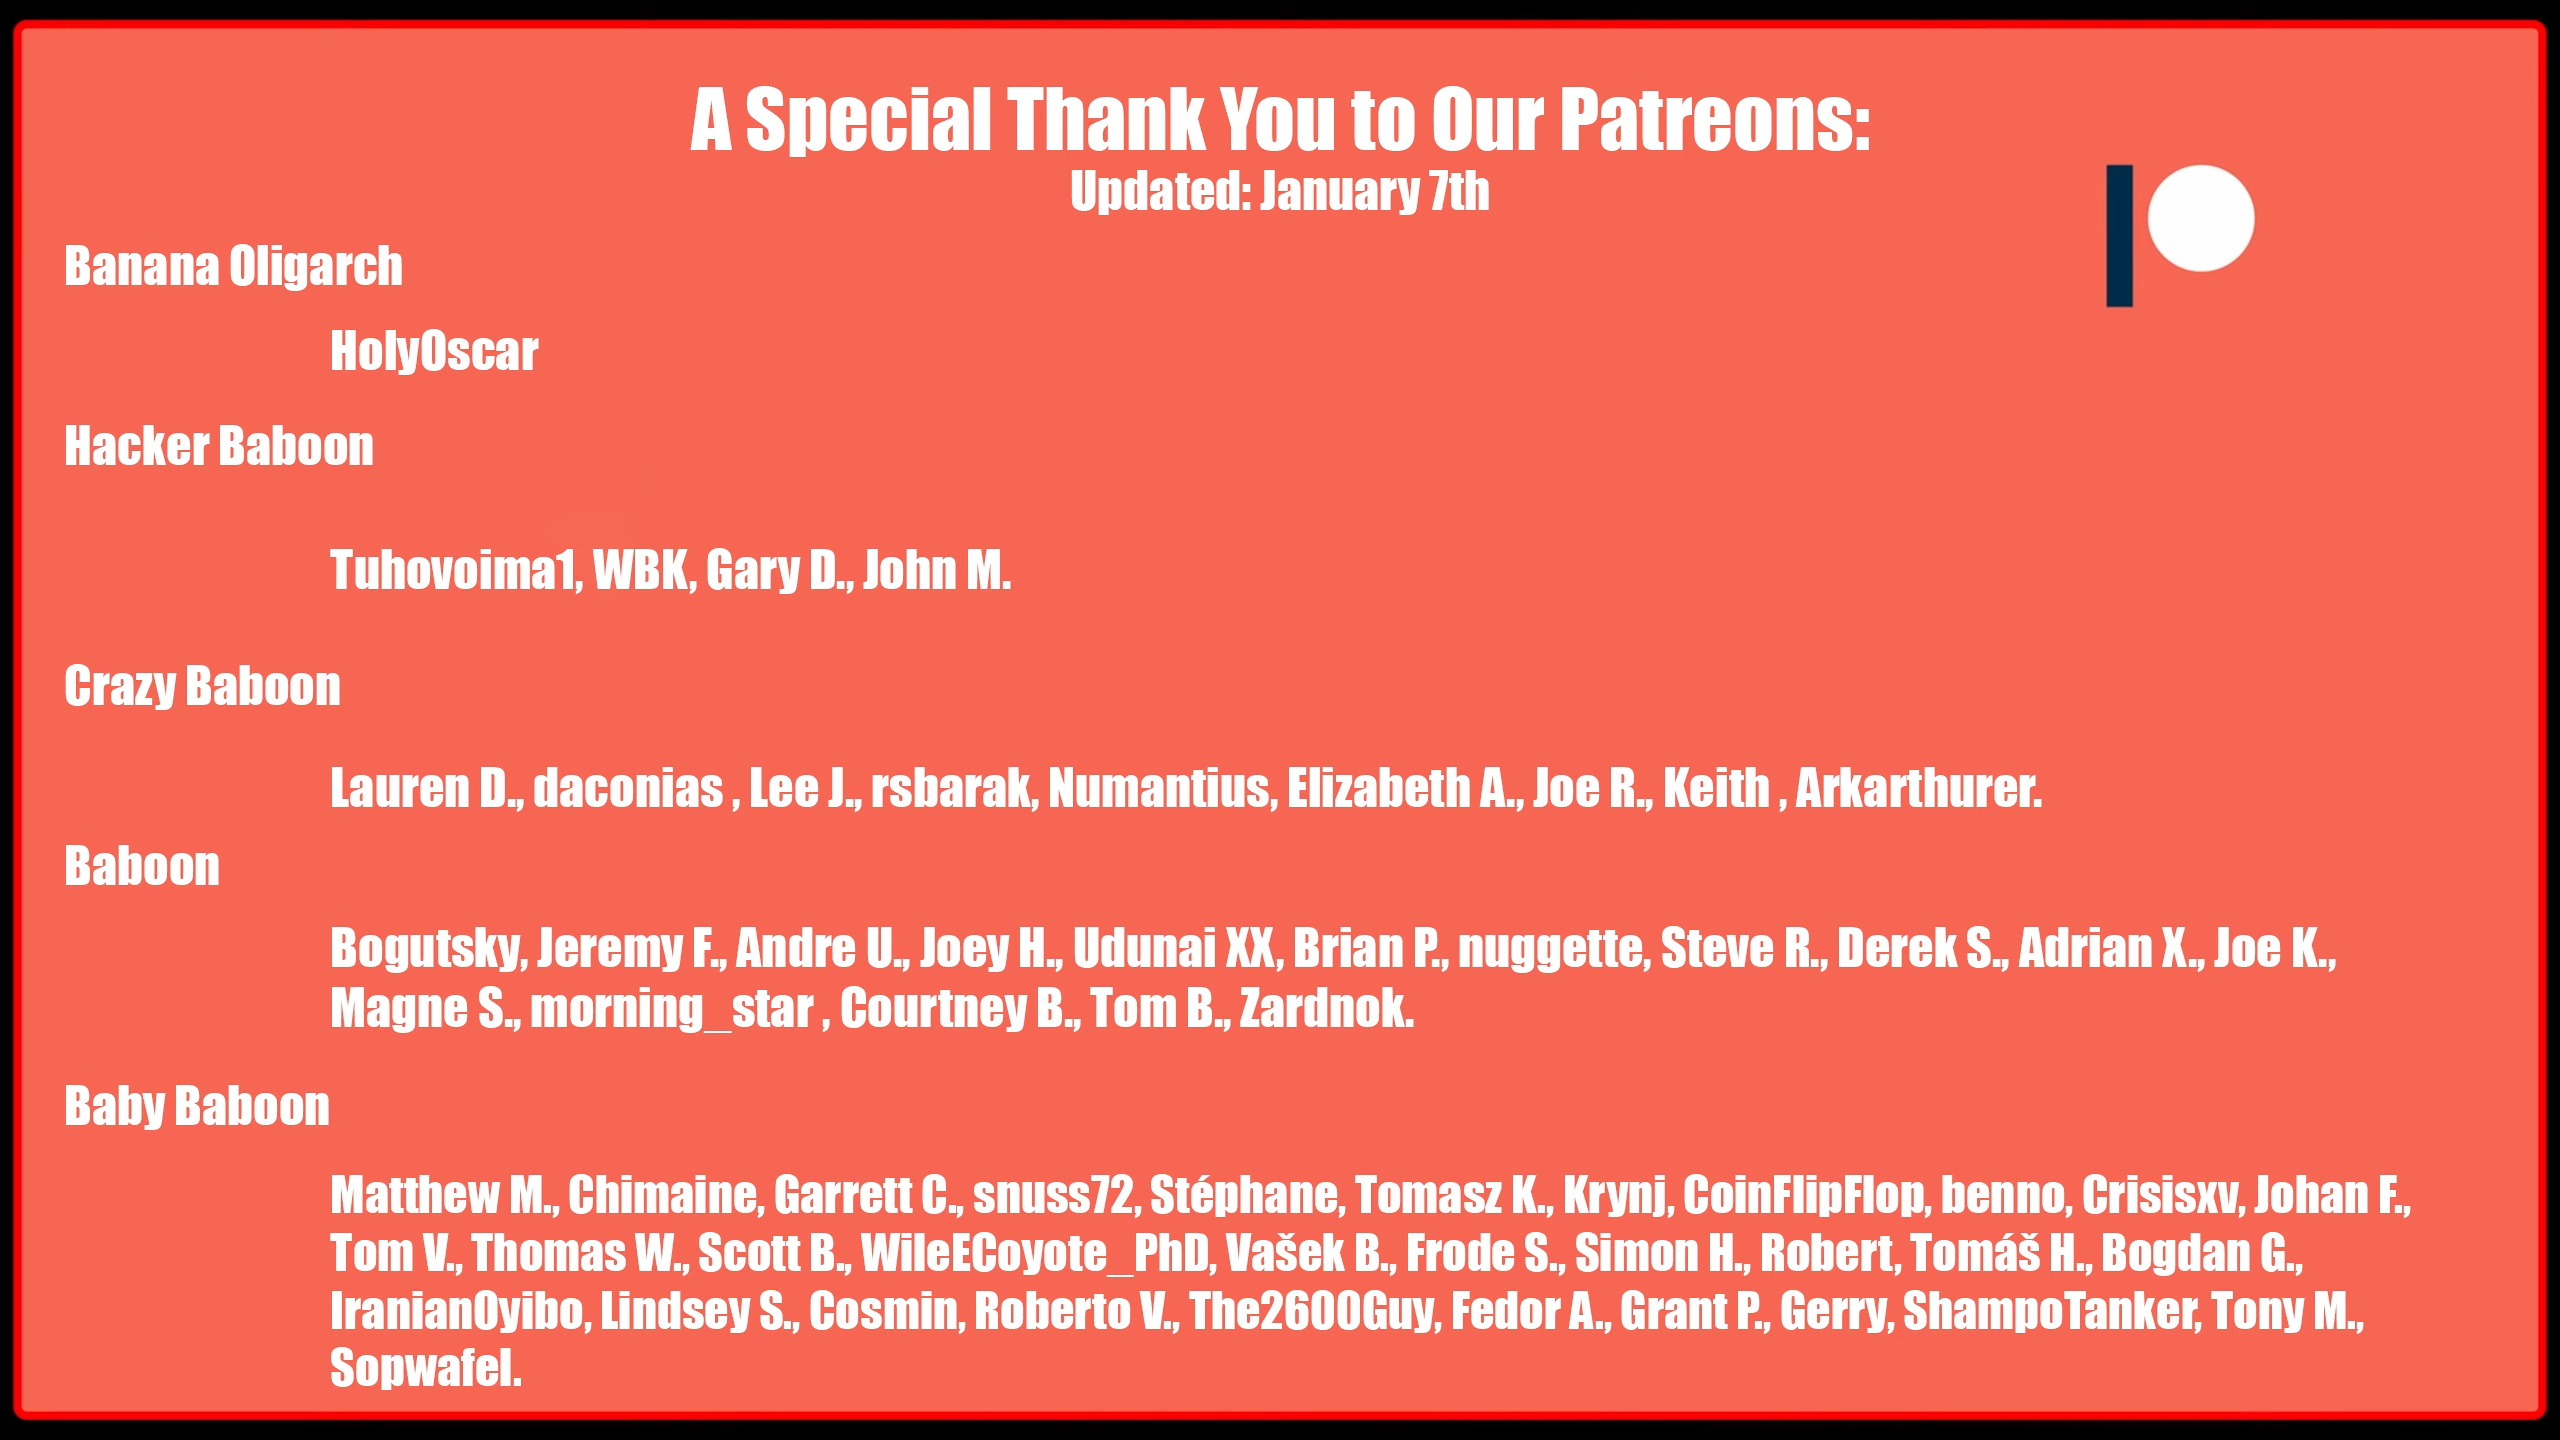 A Special Thank You to Our Patreons:
Updated: January 7th
Banana Oligarch
HolyOscar
Hacker Baboon
Tuhovoima1, WBK, Gary D., John M.
Crazy Baboon
Lauren D., daconias , Lee J., rsbarak, Numantius, Elizabeth A., Joe R., Keith , Arkarthurer.
Baboon
Bogutsky, Jeremy F., Andre U., Joey H., Udunai XX, Brian P., nuggette, Steve R., Derek S., Adrian X., Joe K.,
Magne S., morning_star , Courtney B., Tom B., Zardnok.
Baby Baboon
Matthew M., Chimaine, Garrett C., snuss72, Stéphane, Tomasz K., Krynj, CoinFlipFlop, benno, Crisisxv, Johan F.,
Tom V., Thomas W., Scott B., WileECoyote_PhD, Vašek B., Frode S., Simon H., Robert, Tomáš H., Bogdan G.,
IranianOyibo, Lindsey S., Cosmin, Roberto V., The2600Guy, Fedor A., Grant P., Gerry, ShampoTanker, Tony M.,
Sopwafel.